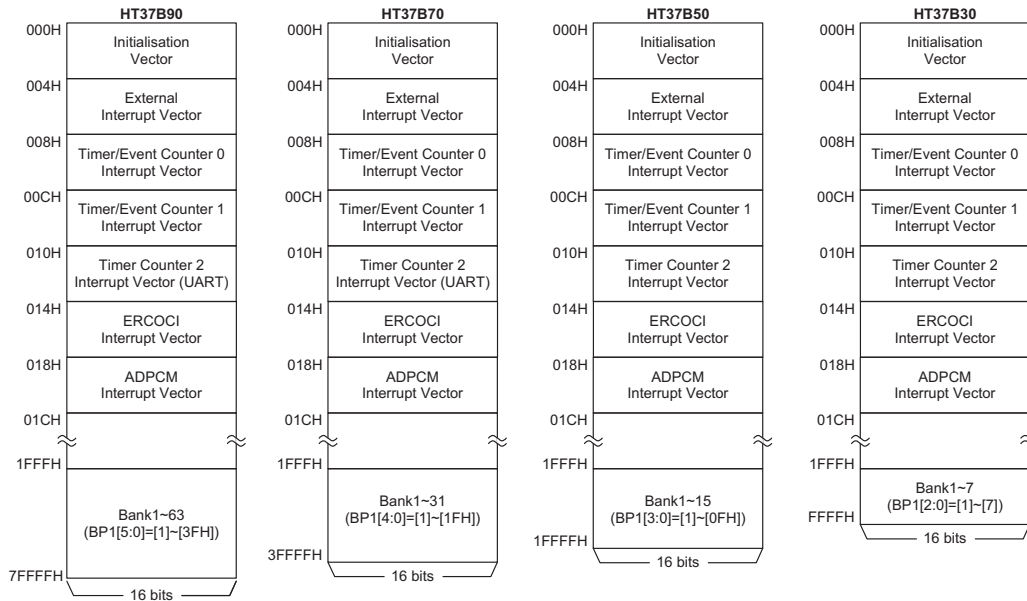 HT37B90
000H
Initialisation
Vector
004H
External
Interrupt Vector
008H
Timer/Event Counter 0
Interrupt Vector
00CH
Timer/Event Counter 1
Interrupt Vector
010H
Timer Counter 2
Interrupt Vector (UART)
014H
ERCOCI
Interrupt Vector
018H
ADPCM
Interrupt Vector
01CH
1FFFH
Bank1~63
(BP1[5:0]=[1]~[3FH])
7FFFFH
16 bits
HT37B70
000H
Initialisation
Vector
004H
External
Interrupt Vector
008H
Timer/Event Counter 0
Interrupt Vector
00CH
Timer/Event Counter 1
Interrupt Vector
010H
Timer Counter 2
Interrupt Vector (UART)
014H
ERCOCI
Interrupt Vector
018H
ADPCM
Interrupt Vector
01CH
1FFFH
Bank1~31
(BP1[4:0]=[1]~[1FH])
3FFFFH
16 bits
HT37B50
000H
Initialisation
Vector
004H
External
Interrupt Vector
008H
Timer/Event Counter 0
Interrupt Vector
00CH
Timer/Event Counter 1
Interrupt Vector
010H
Timer Counter 2
Interrupt Vector
014H
ERCOCI
Interrupt Vector
018H
ADPCM
Interrupt Vector
01CH
1FFFH
Bank1~15
(BP1[3:0]=[1]~[0FH])
1FFFFH
16 bits
HT37B30
000H
Initialisation
Vector
004H
External
Interrupt Vector
008H
Timer/Event Counter 0
Interrupt Vector
00CH
Timer/Event Counter 1
Interrupt Vector
010H
Timer Counter 2
Interrupt Vector
014H
ERCOCI
Interrupt Vector
018H
ADPCM
Interrupt Vector
01CH
1FFFH
Bank1~7
(BP1[2:0]=[1]~[7])
FFFFH
16 bits